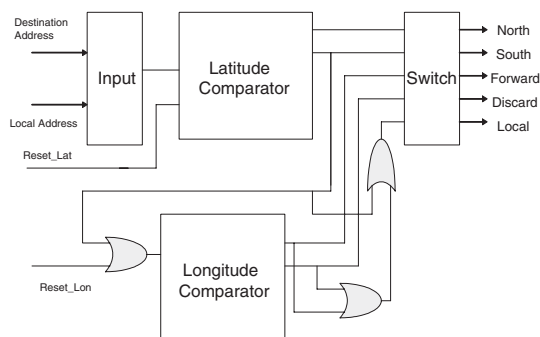 Destination
Address
Input
Local Address
Reset_Lat
Latitude
Comparator
Switch
North
South
Forward
Discard
Local
Reset_Lon
Longitude
Comparator